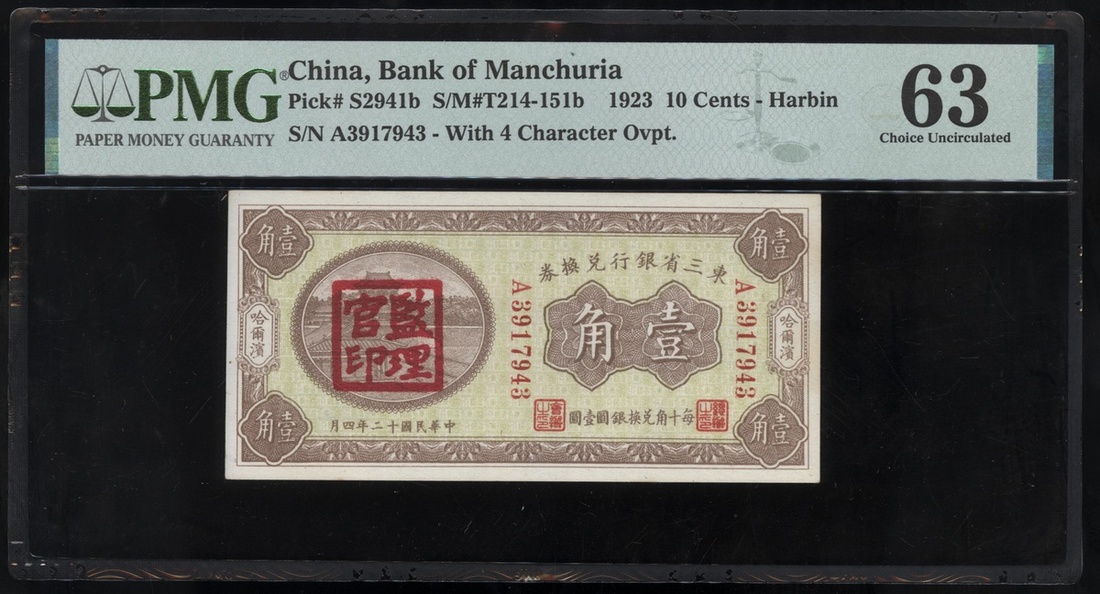 PMG®
PAPER MONEY GUARANTY
China, Bank of Manchuria
Pick# S2941b S/M#T214-151b 1923 10 Cents - Harbin
S/N A3917943 - With 4 Character Ovpt.
63
Choice Uncirculated
角壹
角壹
券換兌行銀省三東
A3917943
A3917943
角壹
哈爾濱
哈爾濱
監理官印
每十角兌換銀圓壹圓
月四年二十國民華中
角壹
角壹